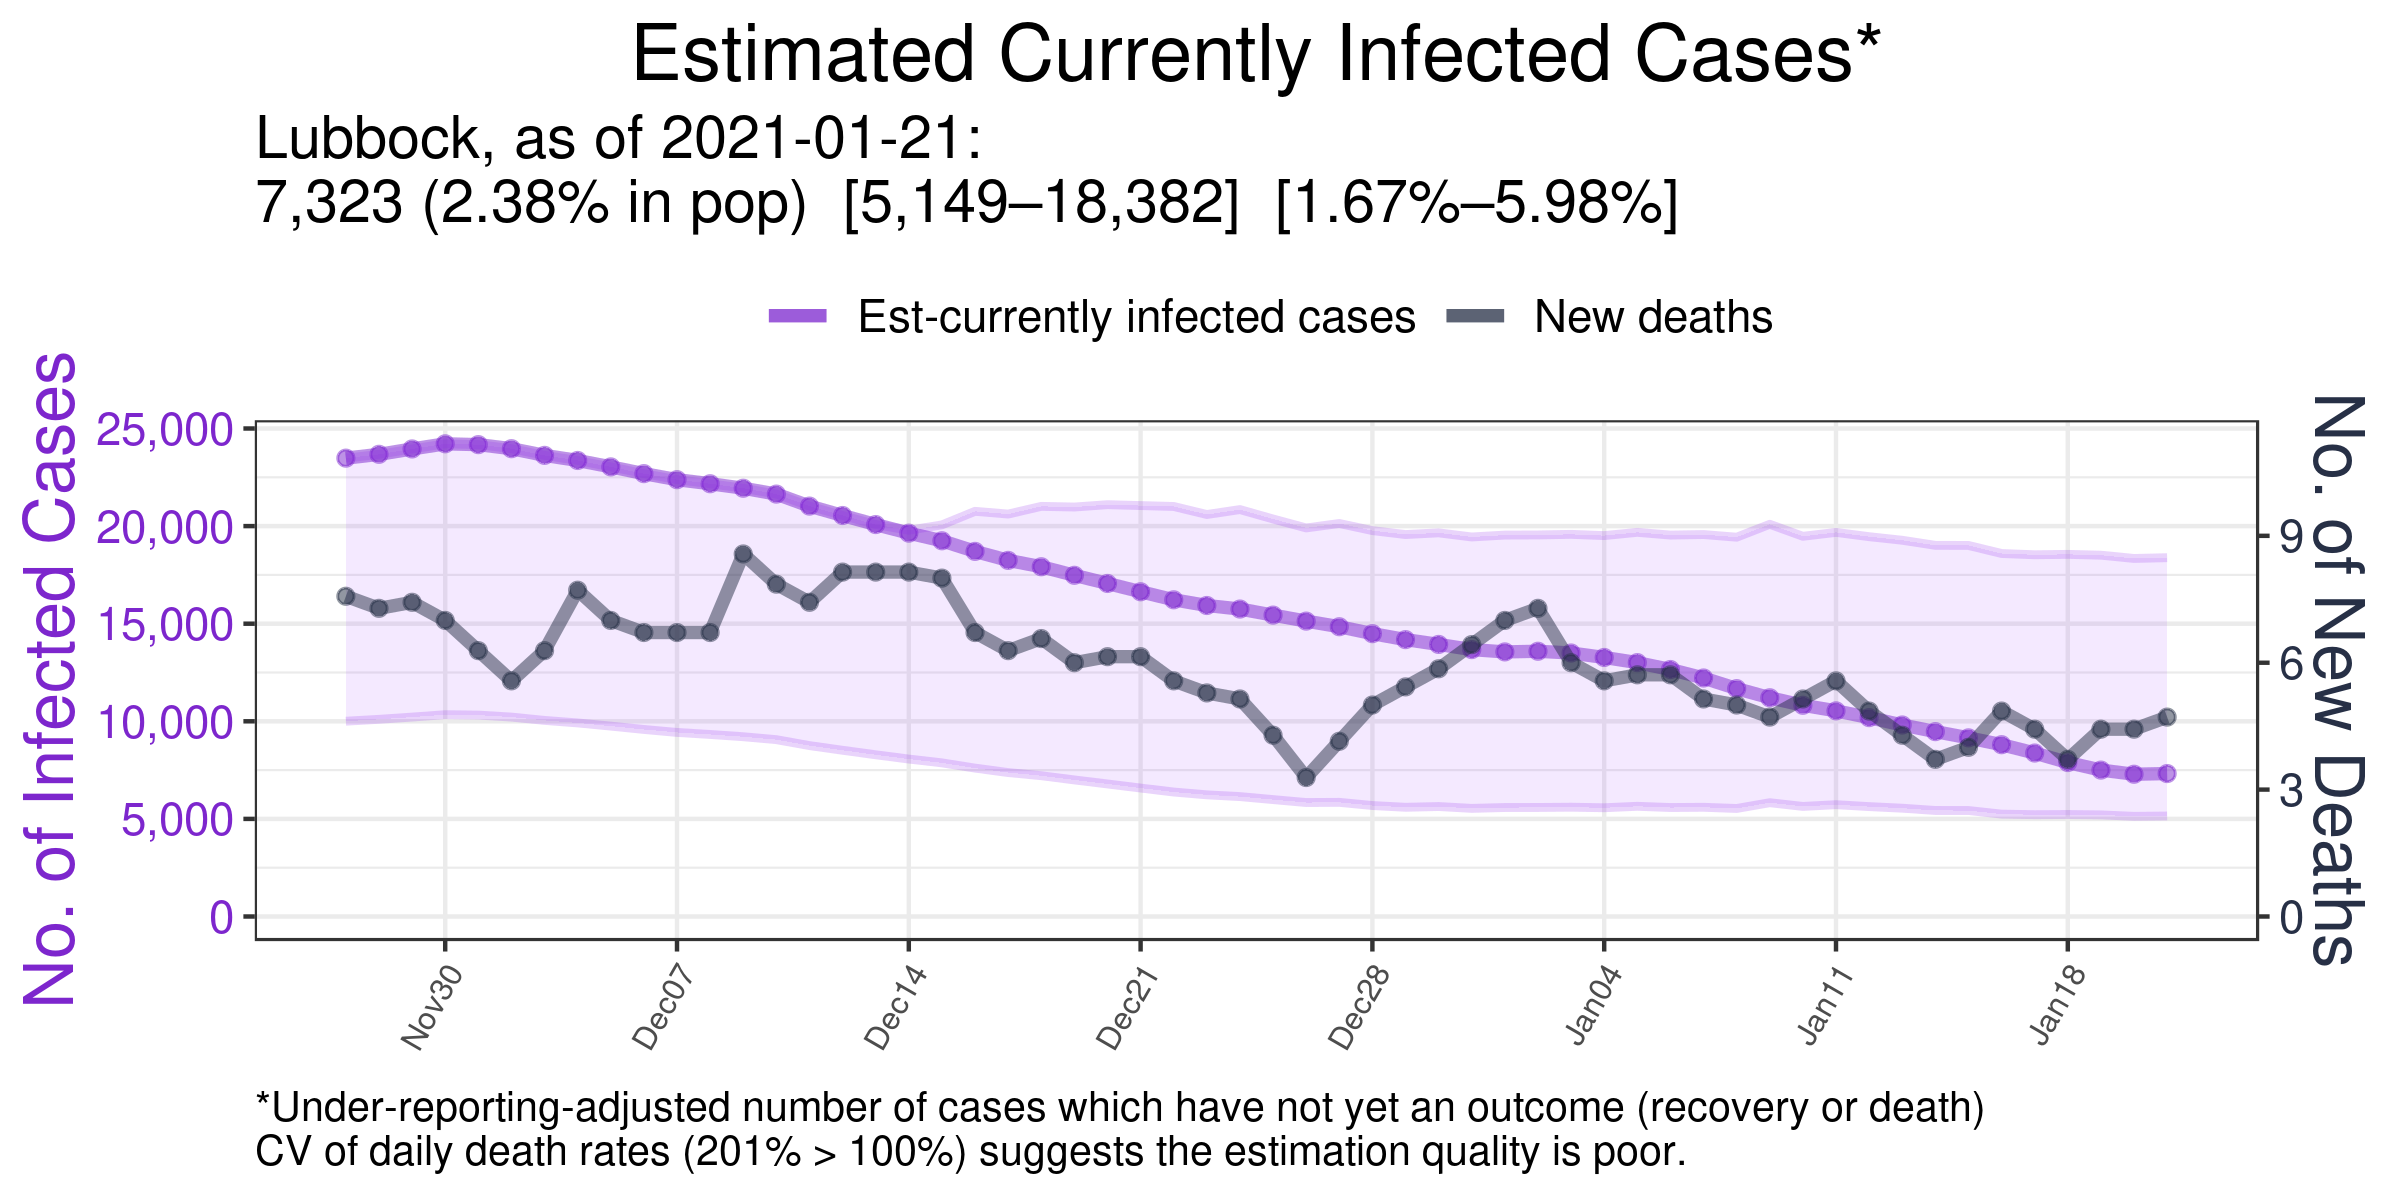 Estimated Currently Infected Cases*
Lubbock, as of 2021-01-21:
7,323 (2.38% in pop)  [5,149–18,382]  [1.67%–5.98%]
Est-currently infected cases
New deaths
No. of Infected Cases
25,000
20,000
15,000
10,000
5,000
0
No. of New Deaths
9
6
3
0
Nov30
Dec07
Dec14
Dec21
Dec28
Jan04
Jan11
Jan18
*Under-reporting-adjusted number of cases which have not yet an outcome (recovery or death)
CV of daily death rates (201% > 100%) suggests the estimation quality is poor.